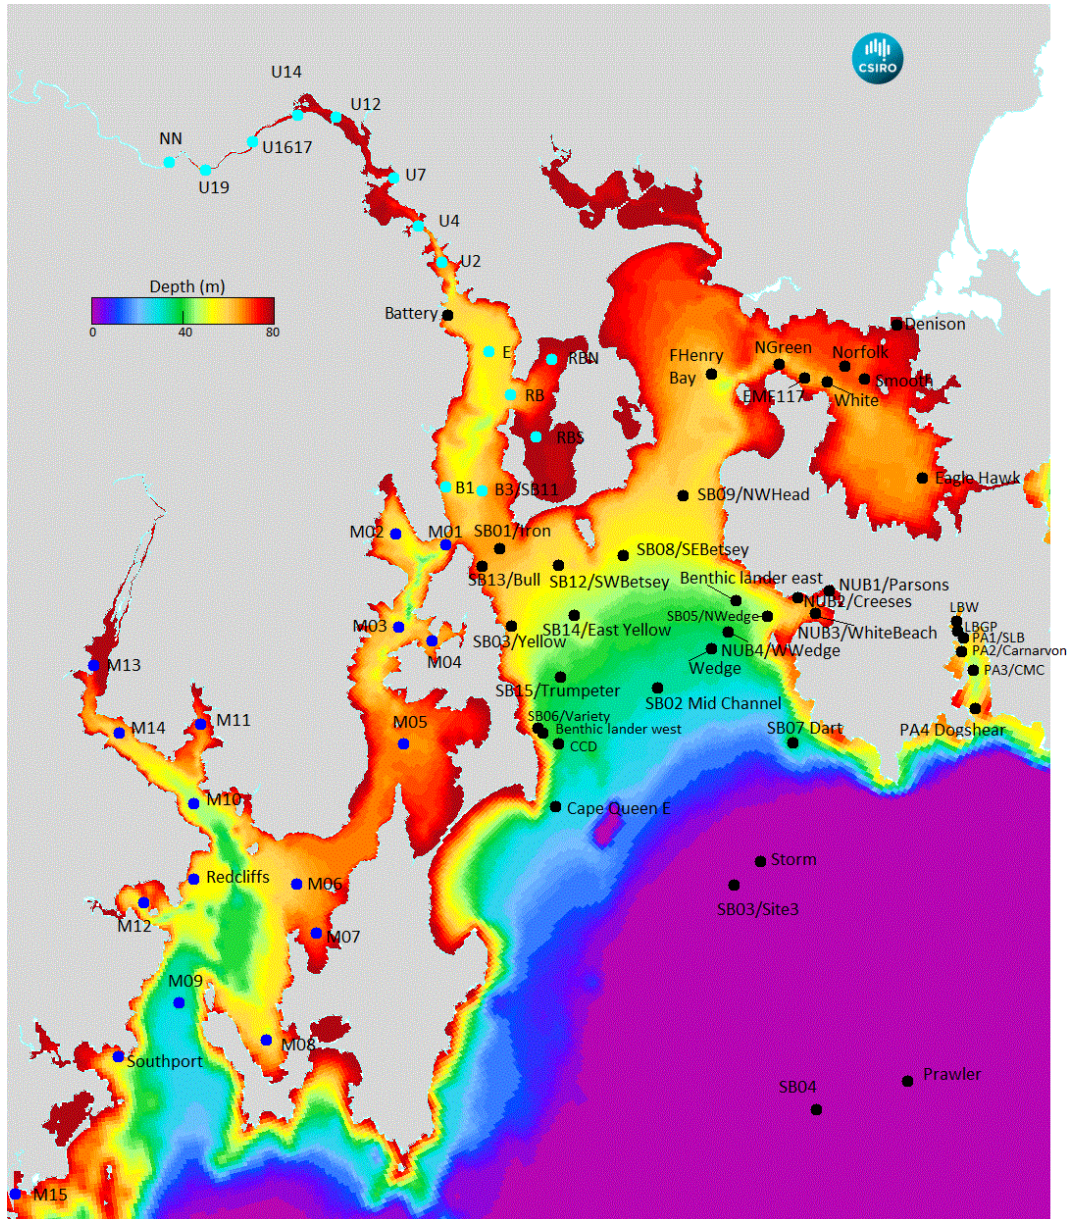 CSIRO
U14
U12
NN
U1617
U19
U7
U4
U2
Depth (m)
0 40 80
Battery
Denison
E
RBN
FHenry
Bay
NGreen
Norfolk
RB
EMF117
White
Smooth
RBS
Eagle Hawk
B1
B3/SB11
SB09/NWHead
M02
M01
SB01/Iron
SB13/Bull
SB12/SWBetsey
SB08/SEBetsey
Benthic lander east
NUB1/Parsons
NUB2/Creeses
SB05/NWedge
NUB3/WhiteBeach
LBW
LBGP
PA1/SLB
PA2/Carnarvon
PA3/CMC
M03
M04
SB03/Yellow
SB14/East Yellow
NUB4/WWedge
Wedge
M13
SB15/Trumpeter
SB02 Mid Channel
M11
M14
M05
SB06/Variety
Benthic lander west
CCD
SB07 Dart
PA4 Dogshear
M10
Cape Queen E
Redcliffs
M06
Storm
SB03/Site3
M12
M07
M09
M08
Southport
Prawler
SB04
M15